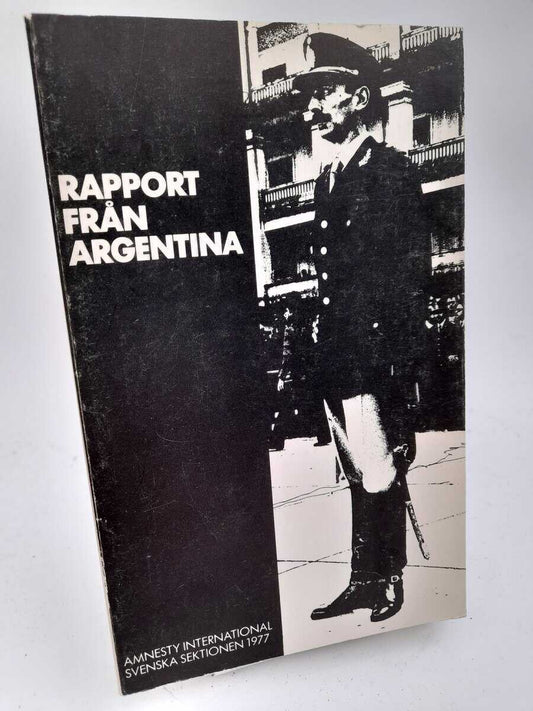 RAPPORT
FRÅN
ARGENTINA
AMNESTY INTERNATIONAL
SVENSKA SEKTIONEN 1977